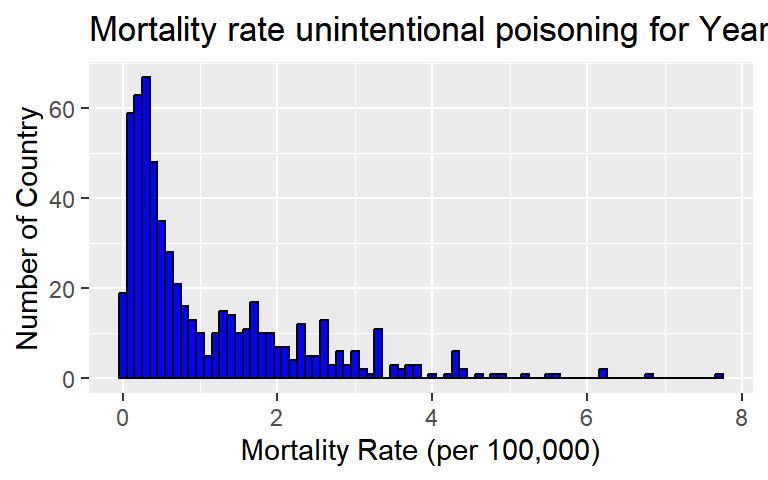 Mortality rate unintentional poisoning for Year
Number of Country
60
40
20
0
0 2 4 6 8
Mortality Rate (per 100,000)